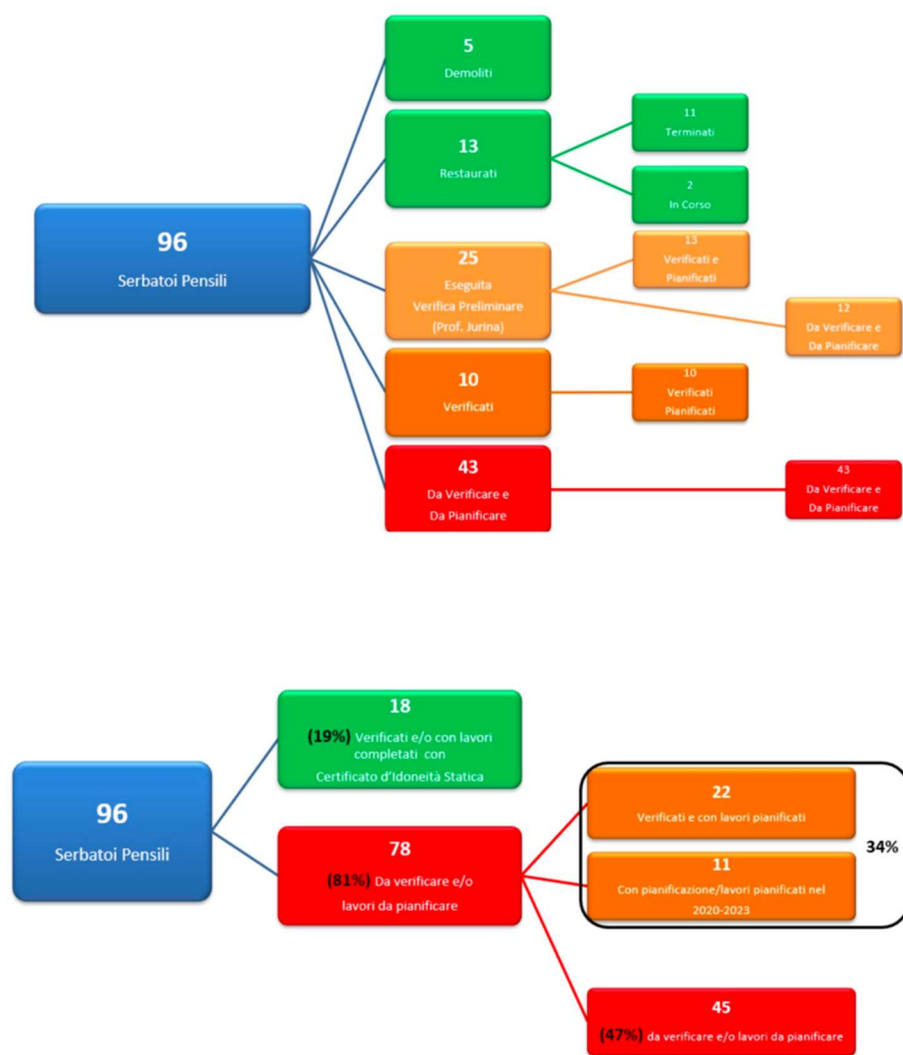 96
Serbatoi Pensili
5
Demoliti
13
Restaurati
11
Terminati
2
In Corso
25
Eseguita
Verifica Preliminare
(Prof. Jurina)
13
Verificati e
Pianificati
12
Da Verificare e
Da Pianificare
10
Verificati
10
Verificati
Pianificati
43
Da Verificare e
Da Pianificare
43
Da Verificare e
Da Pianificare
96
Serbatoi Pensili
18
(19%) Verificati e/o con lavori
completati con
Certificato d'Idoneità Statica
78
(81%) Da verificare e/o
lavori da pianificare
22
Verificati e con lavori pianificati
11
Con pianificazione/lavori pianificati nel
2020-2023
34%
45
(47%) da verificare e/o lavori da pianificare